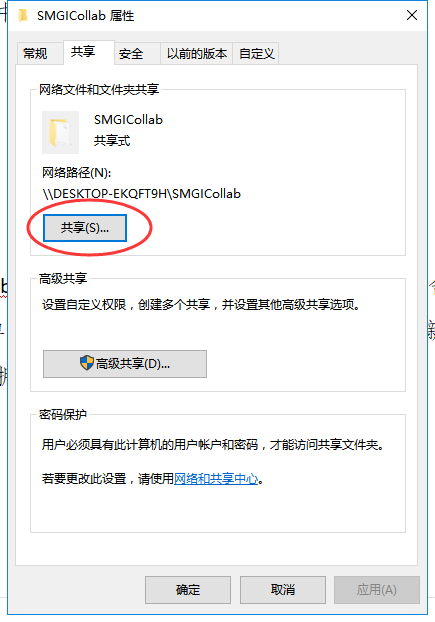 SMGICollab 属性
常规
共享
安全
以前的版本
自定义
网络文件和文件夹共享
SMGICollab
共享式
网络路径(N):
\\DESKTOP-EKQFT9H\SMGICollab
共享(S)...
高级共享
设置自定义权限，创建多个共享，并设置其他高级共享选项。
高级共享(D)...
密码保护
用户必须具有此计算机的用户帐户和密码，才能访问共享文件夹。
若要更改此设置，请使用网络和共享中心。
确定
取消
应用(A)